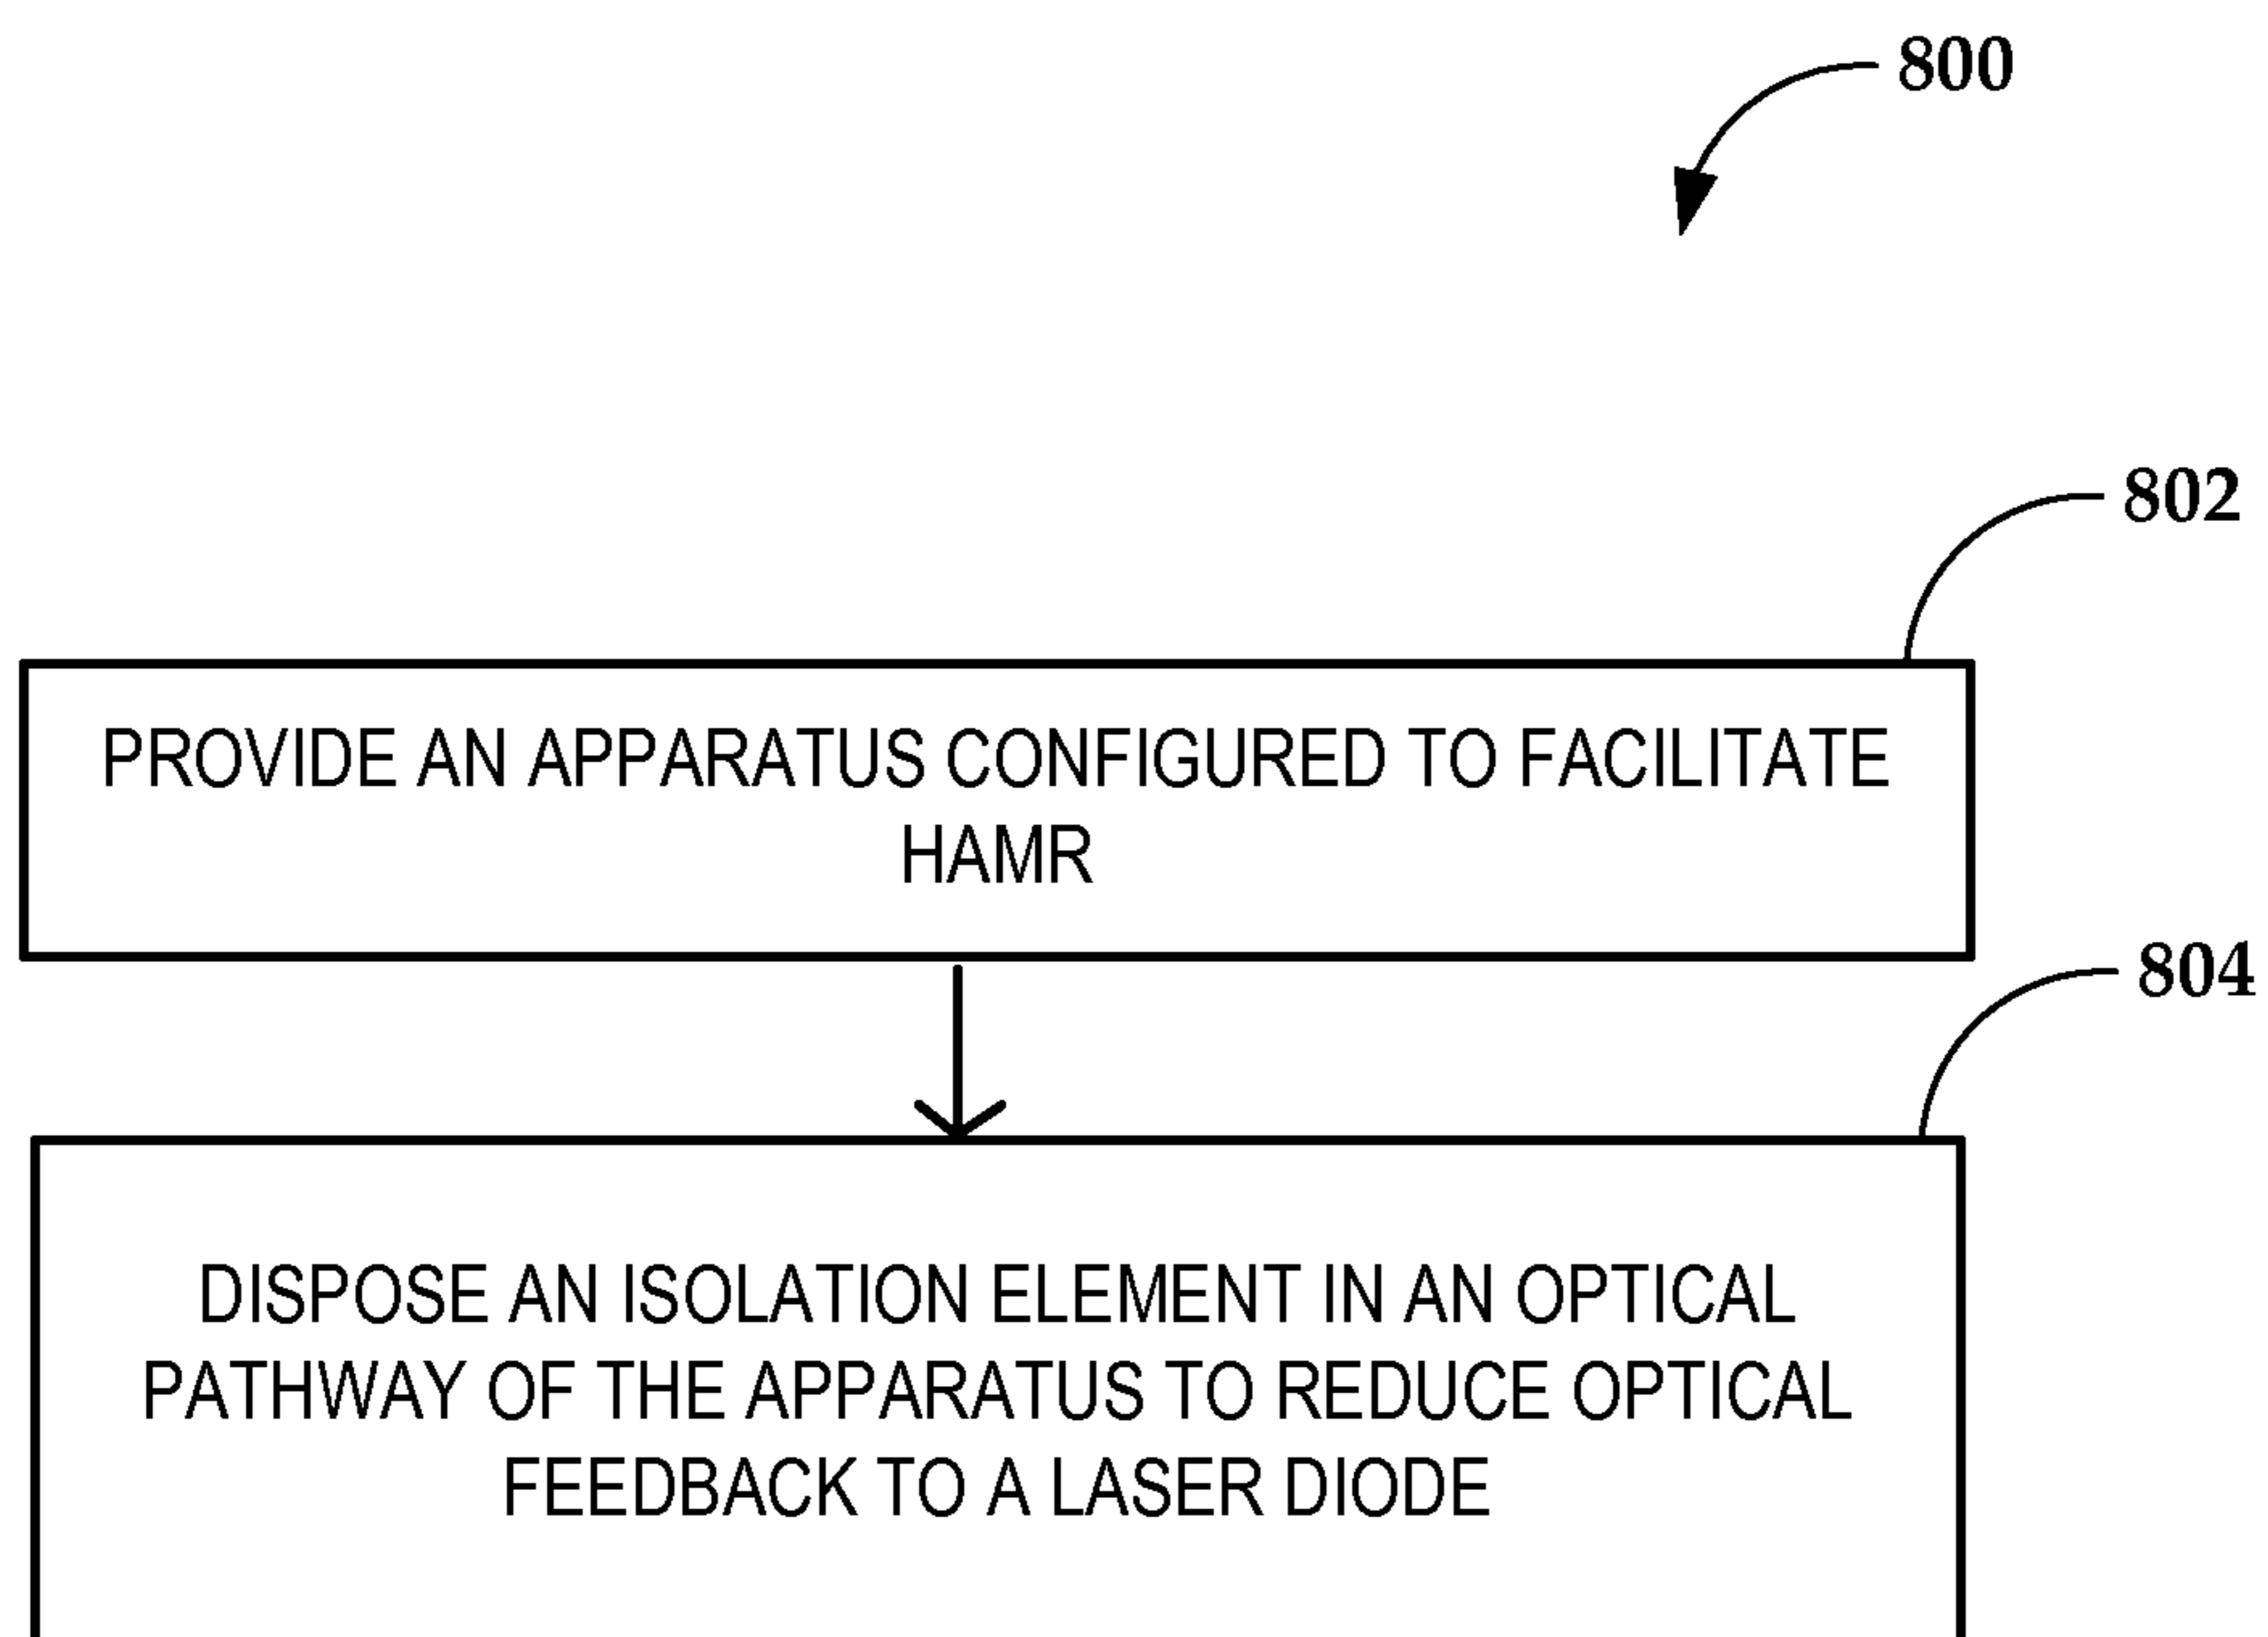 800
802
PROVIDE AN APPARATUS CONFIGURED TO FACILITATE
HAMR
804
DISPOSE AN ISOLATION ELEMENT IN AN OPTICAL
PATHWAY OF THE APPARATUS TO REDUCE OPTICAL
FEEDBACK TO A LASER DIODE